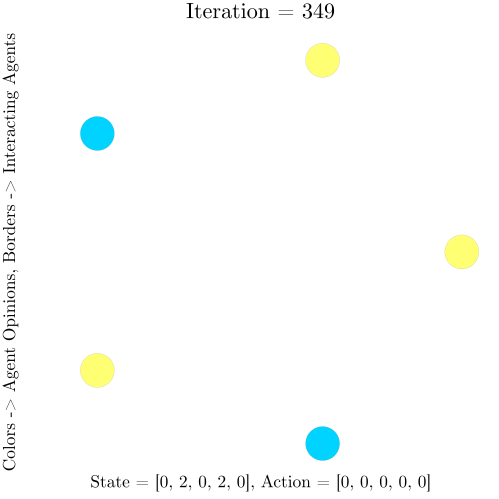 Iteration = 349
Colors -> Agent Opinions, Borders -> Interacting Agents
State = [0, 2, 0, 2, 0], Action = [0, 0, 0, 0, 0]